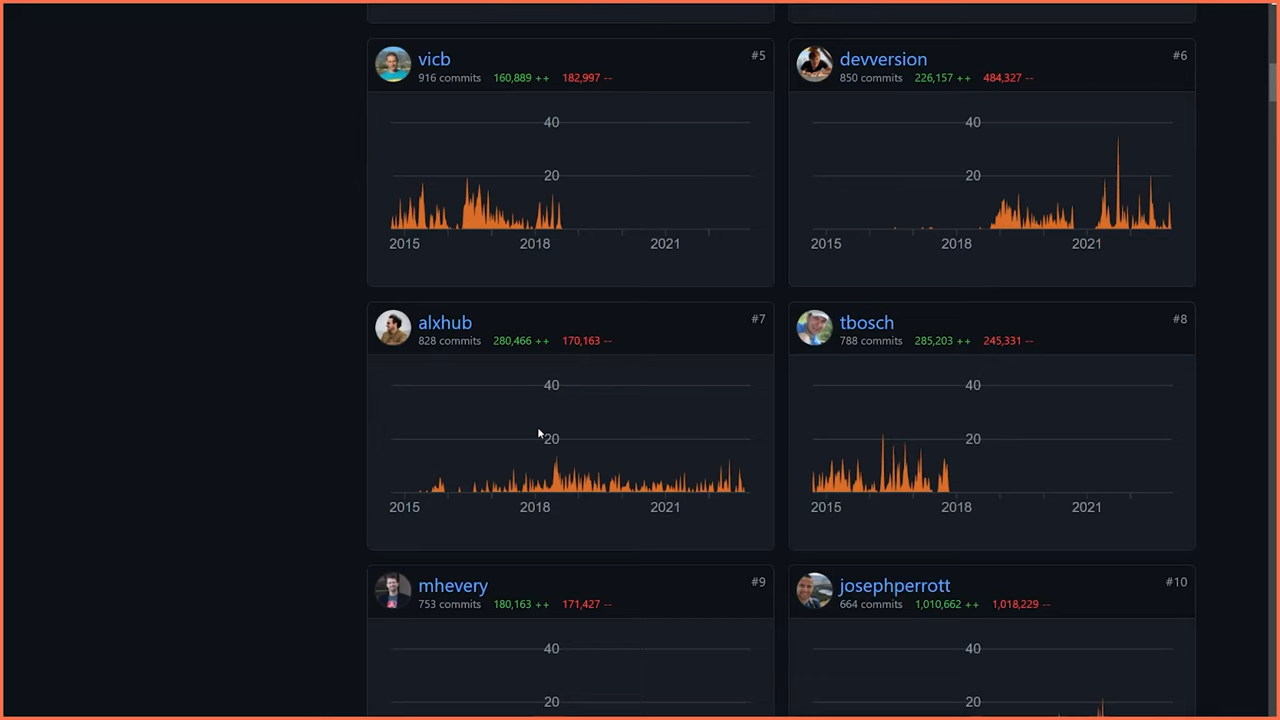 vicb #5
916 commits 160,889 ++ 182,997 --
40
20
2015 2018 2021
devversion #6
850 commits 226,157 ++ 484,327 --
40
20
2015 2018 2021
alxhub #7
828 commits 280,466 ++ 170,163 --
40
20
2015 2018 2021
tbosch #8
788 commits 285,203 ++ 245,331 --
40
20
2015 2018 2021
mhevery #9
753 commits 180,163 ++ 171,427 --
40
20
josephperrott #10
664 commits 1,010,662 ++ 1,018,229 --
40
20